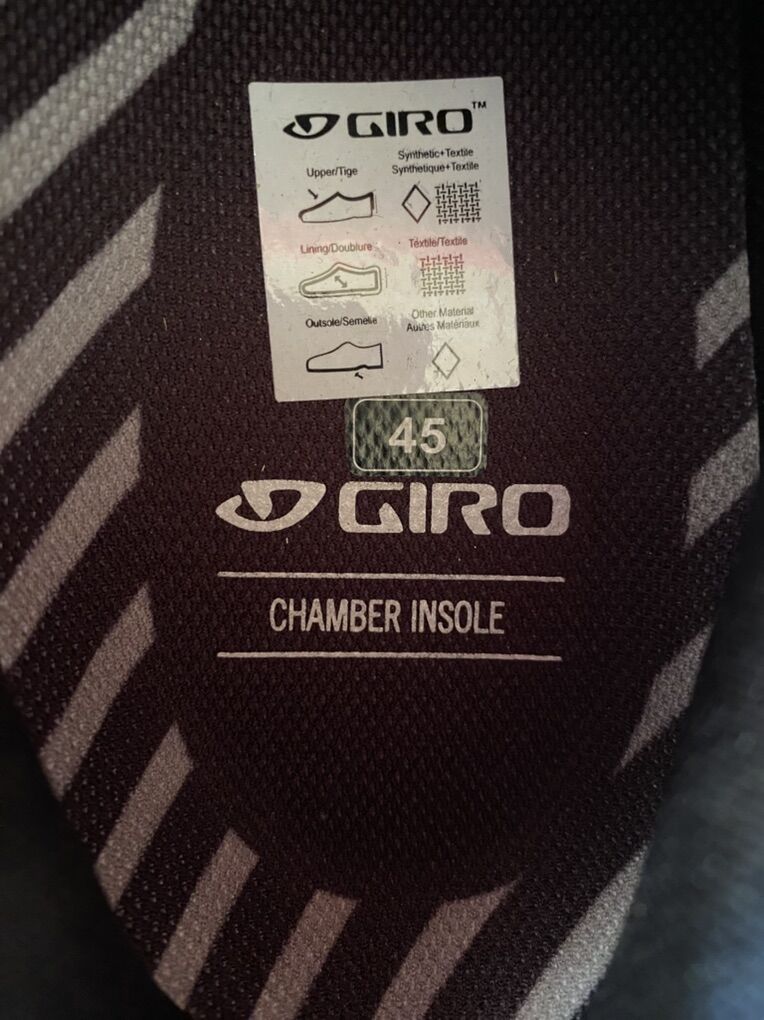 GIRO™
Upper/Tige
Synthetic+Textile
Synthetique+Textile
Lining/Doublure
Textile/Textile
Outsole/Semelle
Other Material
Autres Matériaux
45
GIRO
CHAMBER INSOLE